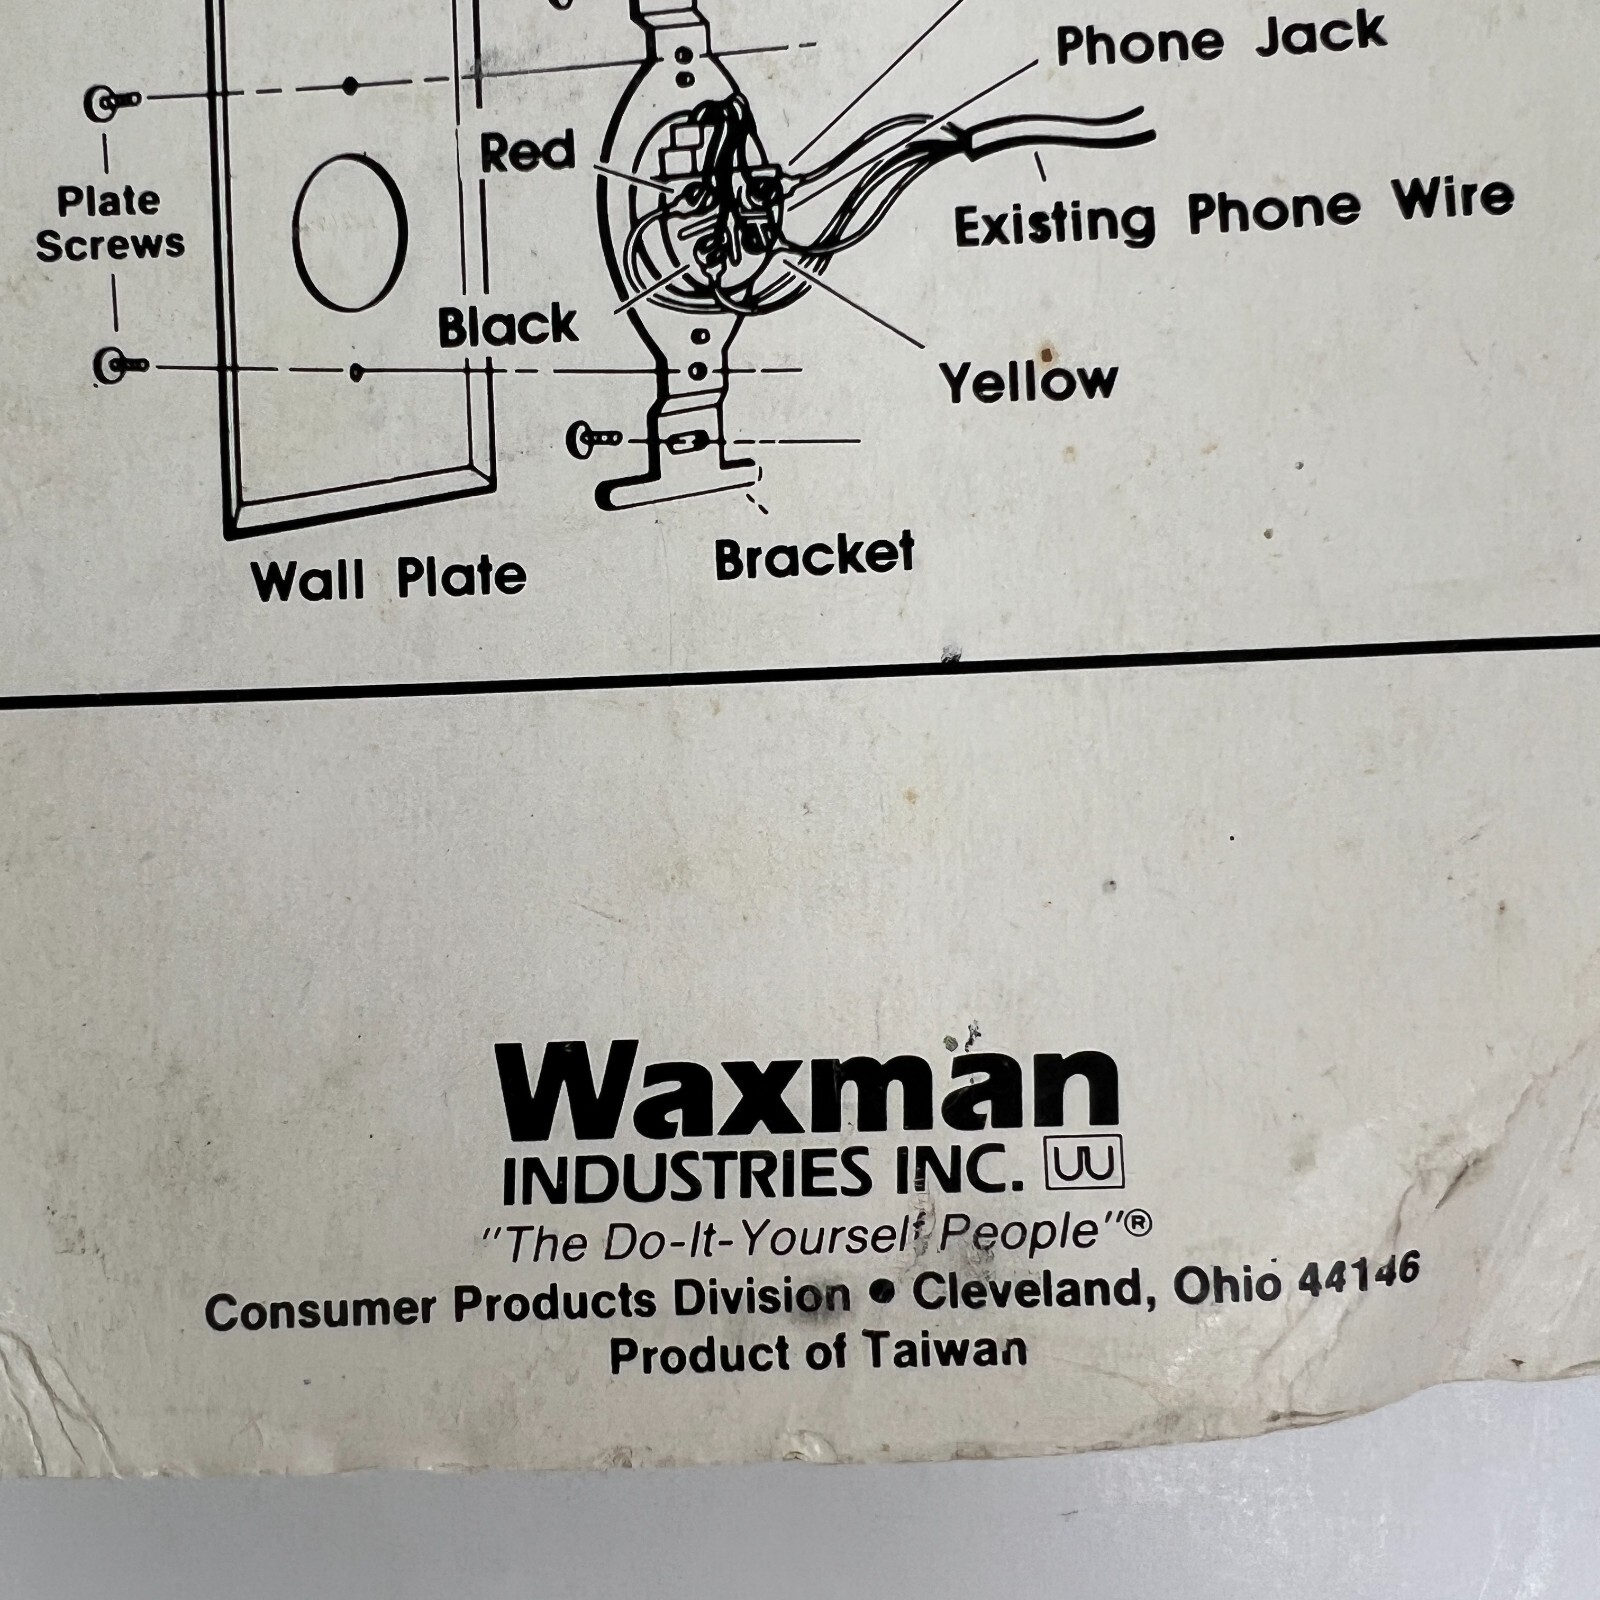 Phone Jack
Red
Plate
Screws
Existing Phone Wire
Black
Yellow
Bracket
Wall Plate
Waxman
INDUSTRIES INC.
"The Do-It-Yourself People"®
Consumer Products Division • Cleveland, Ohio 44146
Product of Taiwan